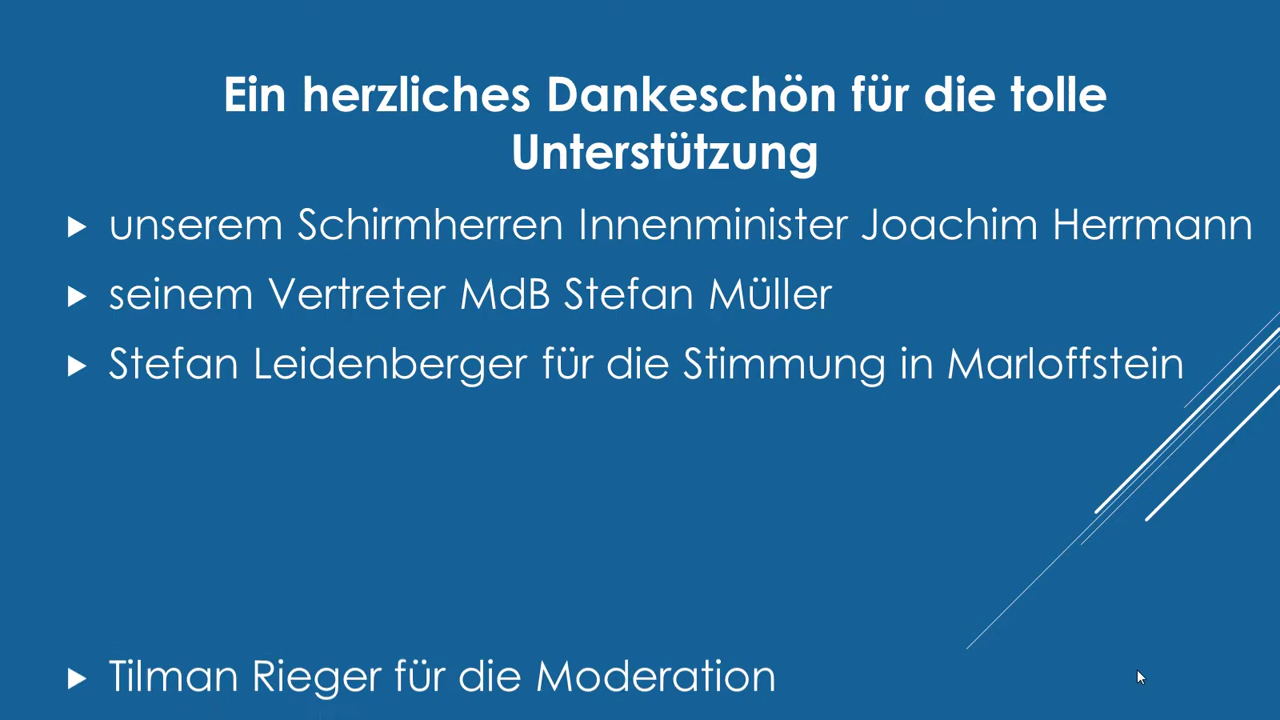 Ein herzliches Dankeschön für die tolle
Unterstützung
unserem Schirmherren Innenminister Joachim Herrmann
seinem Vertreter MdB Stefan Müller
Stefan Leidenberger für die Stimmung in Marloffstein
Tilman Rieger für die Moderation